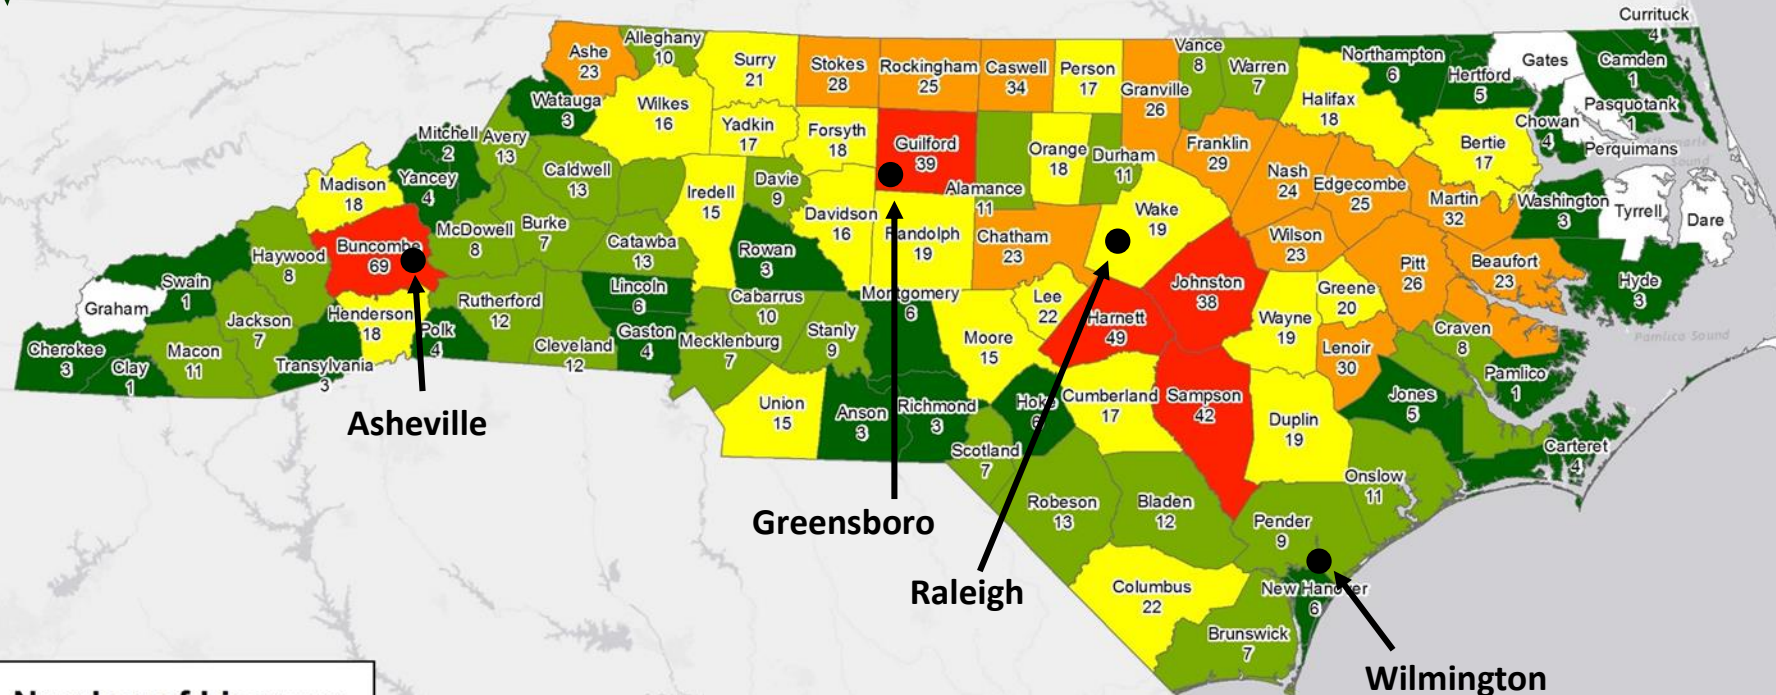 Currituck
4
Ashe
23
Alleghany
10
Surry
21
Stokes
28
Rockingham
25
Caswell
34
Person
17
Granville
26
Vance
8
Warren
7
Northampton
6
Hertford
5
Gates
Camden
1
Pasquotank
1
Perquimans
Chowan
4
Halifax
18
Bertie
17
Watauga
3
Wilkes
16
Yadkin
17
Forsyth
18
Guilford
39
Alamance
11
Orange
18
Durham
11
Franklin
29
Nash
24
Edgecombe
25
Martin
32
Washington
3
Tyrrell
Dare
Mitchell
2
Avery
13
Caldwell
13
Yancey
4
Madison
18
Iredell
15
Davie
9
Davidson
16
Randolph
19
Chatham
23
Wake
19
Wilson
23
Pitt
26
Beaufort
23
Hyde
3
Buncombe
69
McDowell
8
Burke
7
Catawba
13
Rowan
3
Haywood
8
Swain
1
Graham
Jackson
7
Henderson
18
Polk
4
Rutherford
12
Lincoln
6
Cabarrus
10
Montgomery
6
Lee
22
Harnett
49
Johnston
38
Wayne
19
Greene
20
Lenoir
30
Craven
8
Pamlico
1
Pamlico Sound
Sound
Cherokee
3
Clay
1
Macon
11
Transylvania
3
Cleveland
12
Gaston
4
Mecklenburg
7
Stanly
9
Moore
15
Union
15
Anson
3
Richmond
3
Hoke
6
Cumberland
17
Sampson
42
Duplin
19
Jones
5
Carteret
4
Onslow
11
Scotland
7
Robeson
13
Bladen
12
Pender
9
Columbus
22
New Hanover
6
Brunswick
7
Asheville
Greensboro
Raleigh
Wilmington